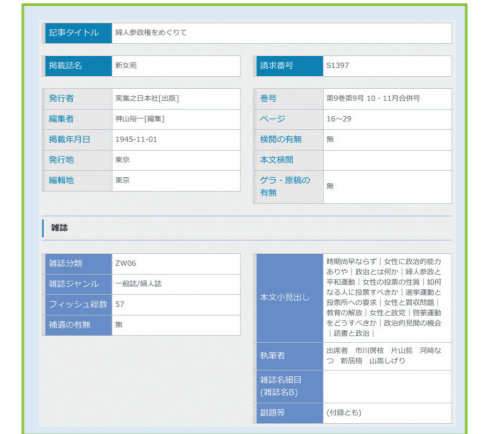 記事タイトル 婦人参政権をめぐりて
掲載誌名 新女苑
請求番号 S1397
発行者 実業之日本社[出版]
編集者 神山裕一[編集]
掲載年月日 1945-11-01
発行地 東京
編輯地 東京
巻号 第9巻第9号 10・11月合併号
ページ 16~29
検閲の有無 無
本文検閲
ゲラ・原稿の
有無 無
雑誌
雑誌分類 ZW06
雑誌ジャンル 一般誌/婦人誌
フィッシュ総数 57
補遺の有無 無
本文小見出し
時期尚早ならず | 女性に政治的能力
ありや | 政治とは何か | 婦人参政と
平和運動 | 女性の投票の性質 | 如何
なる人に投票すべきか | 選挙運動と
投票所への要求 | 女性と買収問題 |
教育の解放 | 女性と政党 | 啓蒙運動
をどうすべきか | 政治的見聞の機会
| 読書と政治 |
執筆者
出席者 市川房枝 片山哲 河崎な
つ 新居格 山高しげり
雑誌名細目
(雑誌名B)
副題等 (付録とも)